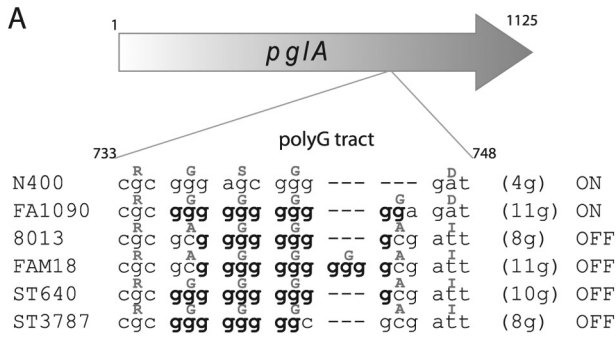 A
1 1125
pglA
733 polyG tract 748
R G S G D
N400 cgc ggg agc ggg --- --- gat (4g) ON
R G G G G D
FA1090 cgc ggg ggg ggg --- gga gat (11g) ON
R A G G A I
8013 cgc gcg ggg ggg --- gcg att (8g) OFF
R A G G G A I
FAM18 cgc gcg ggg ggg ggg gcg att (11g) OFF
R G G G A I
ST640 cgc ggg ggg ggg --- gcg att (10g) OFF
R G G G A I
ST3787 cgc ggg ggg ggc --- gcg att (8g) OFF